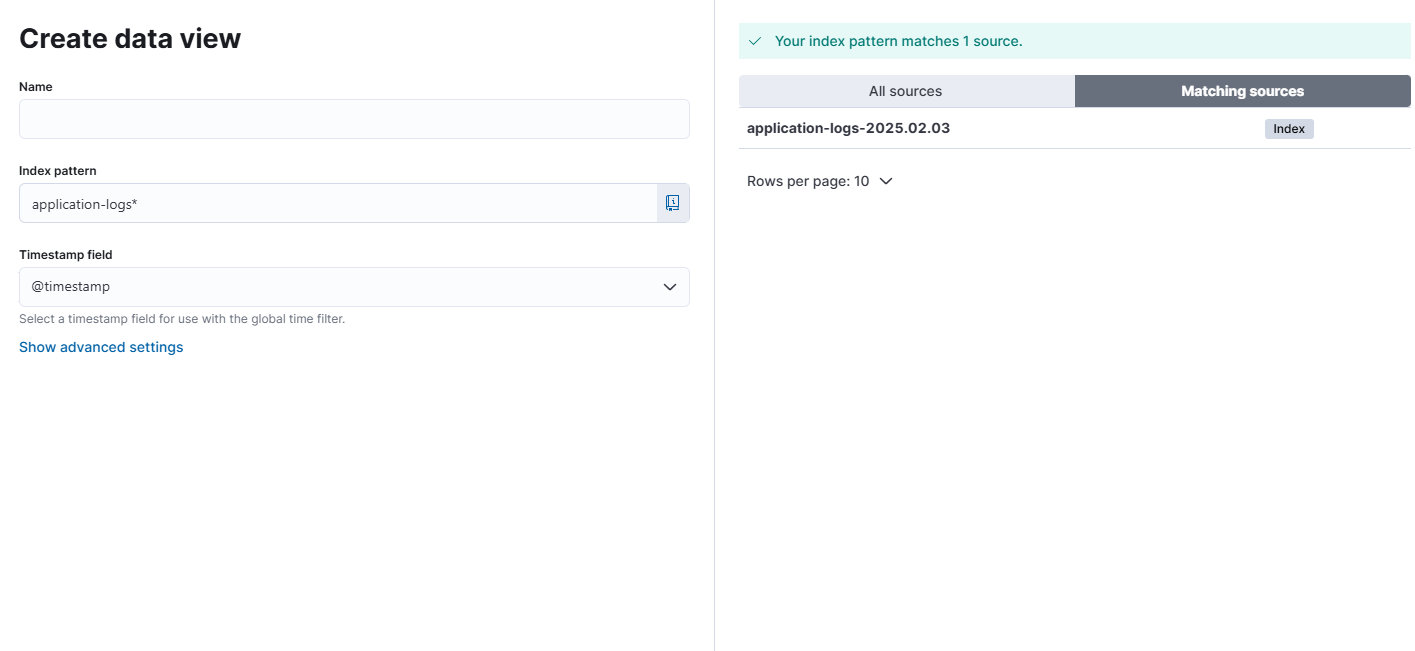 Create data view
Name
Index pattern
application-logs*
Timestamp field
@timestamp
Select a timestamp field for use with the global time filter.
Show advanced settings
Your index pattern matches 1 source.
All sources
Matching sources
application-logs-2025.02.03
Index
Rows per page: 10